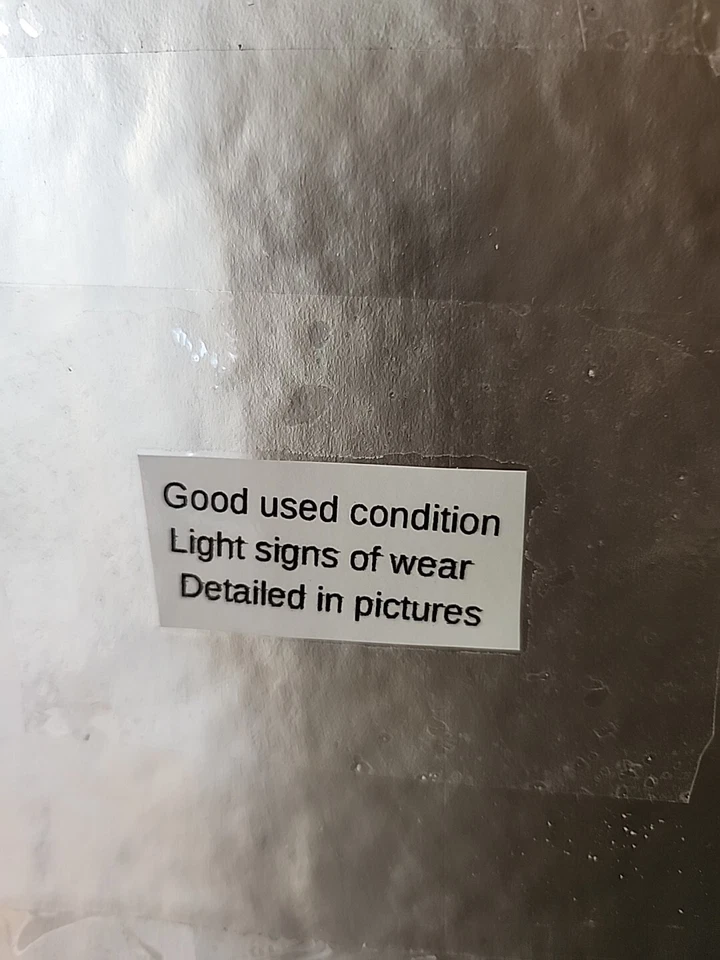 Good used condition
Light signs of wear
Detailed in pictures